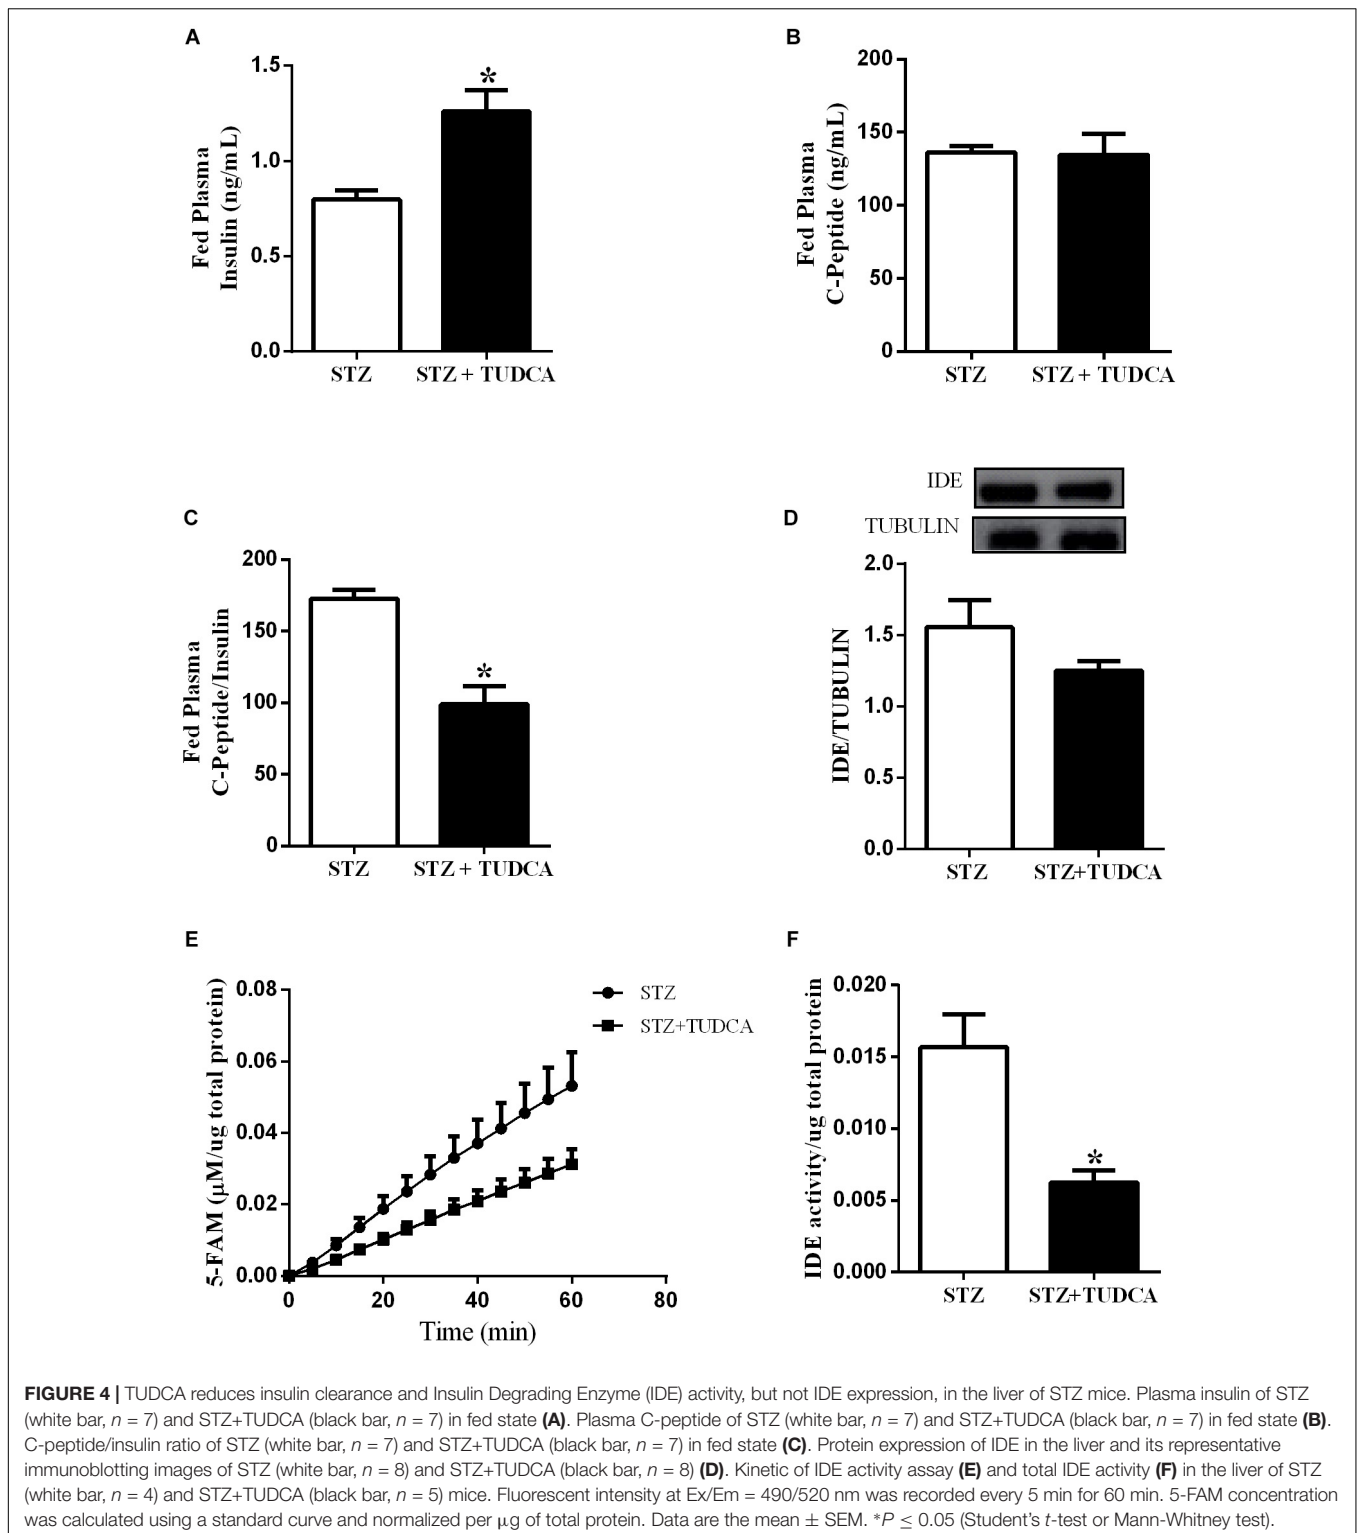 A
1.5
1.0
0.5
0.0
Fed Plasma
Insulin (ng/mL)
*
STZ
STZ + TUDCA
B
200
150
100
50
0
Fed Plasma
C-Peptide (ng/mL)
STZ
STZ + TUDCA
C
200
150
100
50
0
Fed Plasma
C-Peptide/Insulin
*
STZ
STZ + TUDCA
D
IDE
TUBULIN
2.0
1.5
1.0
0.5
0.0
IDE/TUBULIN
STZ
STZ+TUDCA
E
0.08
0.06
0.04
0.02
0.00
5-FAM (µM/ug total protein)
STZ
STZ+TUDCA
0 20 40 60 80
Time (min)
F
0.020
0.015
0.010
0.005
0.000
IDE activity/ug total protein
*
STZ
STZ+TUDCA
FIGURE 4 | TUDCA reduces insulin clearance and Insulin Degrading Enzyme (IDE) activity, but not IDE expression, in the liver of STZ mice. Plasma insulin of STZ
(white bar, n = 7) and STZ+TUDCA (black bar, n = 7) in fed state (A). Plasma C-peptide of STZ (white bar, n = 7) and STZ+TUDCA (black bar, n = 7) in fed state (B).
C-peptide/insulin ratio of STZ (white bar, n = 7) and STZ+TUDCA (black bar, n = 7) in fed state (C). Protein expression of IDE in the liver and its representative
immunoblotting images of STZ (white bar, n = 8) and STZ+TUDCA (black bar, n = 8) (D). Kinetic of IDE activity assay (E) and total IDE activity (F) in the liver of STZ
(white bar, n = 4) and STZ+TUDCA (black bar, n = 5) mice. Fluorescent intensity at Ex/Em = 490/520 nm was recorded every 5 min for 60 min. 5-FAM concentration
was calculated using a standard curve and normalized per µg of total protein. Data are the mean ± SEM. *P ≤ 0.05 (Student's t-test or Mann-Whitney test).